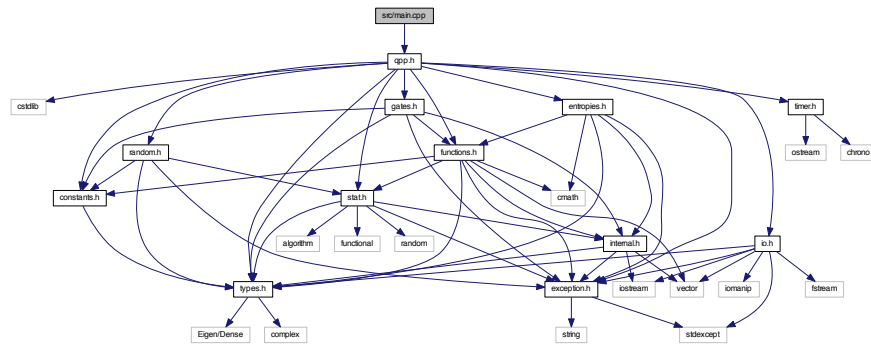 src/main.cpp
qpp.h
cstdlib
gates.h
entropies.h
timer.h
random.h
functions.h
ostream
chrono
constants.h
stat.h
cmath
algorithm
functional
random
internal.h
io.h
types.h
exception.h
iostream
vector
iomanip
fstream
Eigen/Dense
complex
string
stdexcept